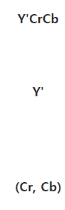 Y'CrCb
Y'
(Cr, Cb)